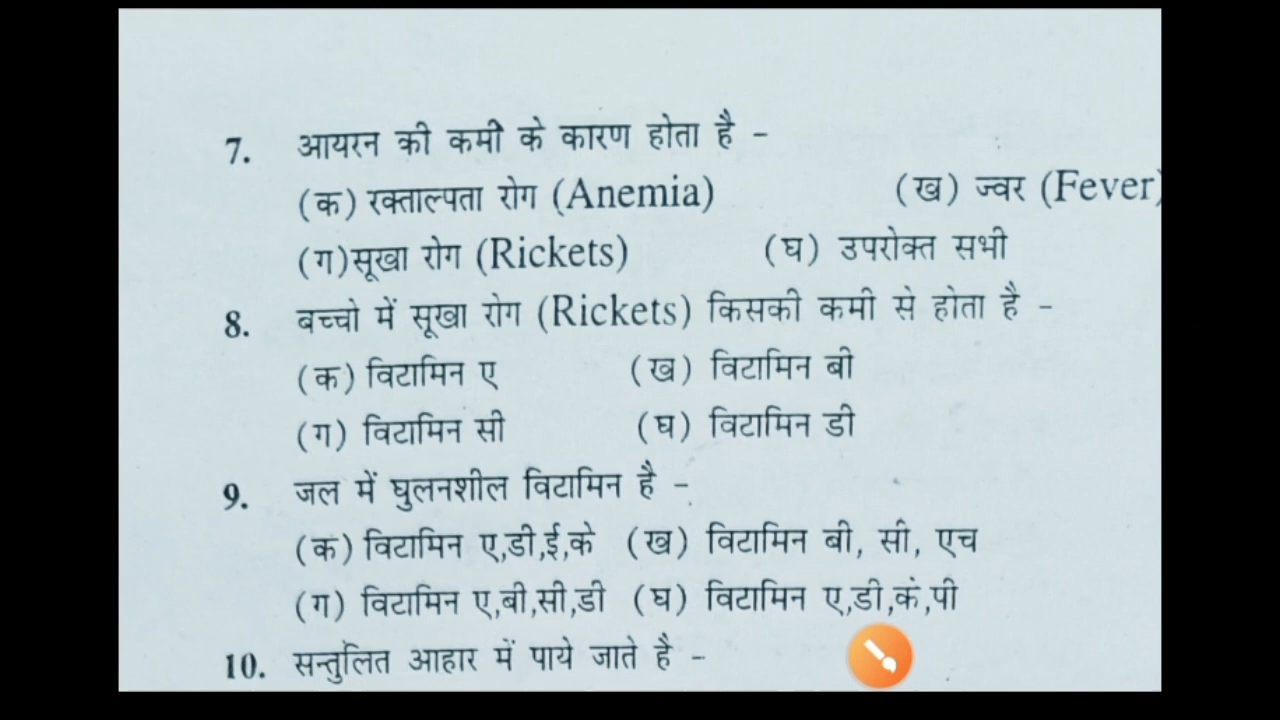 7. आयरन की कमी के कारण होता है -
(क) रक्ताल्पता रोग (Anemia) (ख) ज्वर (Fever)
(ग)सूखा रोग (Rickets) (घ) उपरोक्त सभी
8. बच्चो में सूखा रोग (Rickets) किसकी कमी से होता है -
(क) विटामिन ए (ख) विटामिन बी
(ग) विटामिन सी (घ) विटामिन डी
9. जल में घुलनशील विटामिन है -
(क) विटामिन ए,डी,ई,के (ख) विटामिन बी, सी, एच
(ग) विटामिन ए,बी,सी,डी (घ) विटामिन ए,डी,कं,पी
10. सन्तुलित आहार में पाये जाते है -